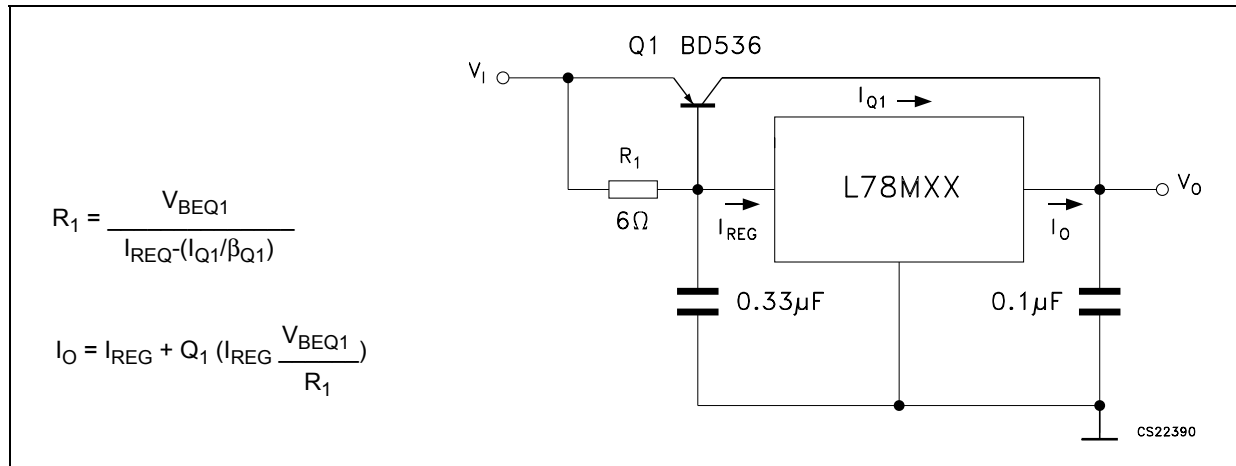 Q1 BD536
V_I
I_Q1
R_1
L78MXX
V_O
6Ω
I_REG
I_O
0.33μF
0.1μF
CS22390
R_1 = V_BEQ1 / I_REQ-(I_Q1/β_Q1)
I_O = I_REG + Q_1 (I_REG V_BEQ1 / R_1)